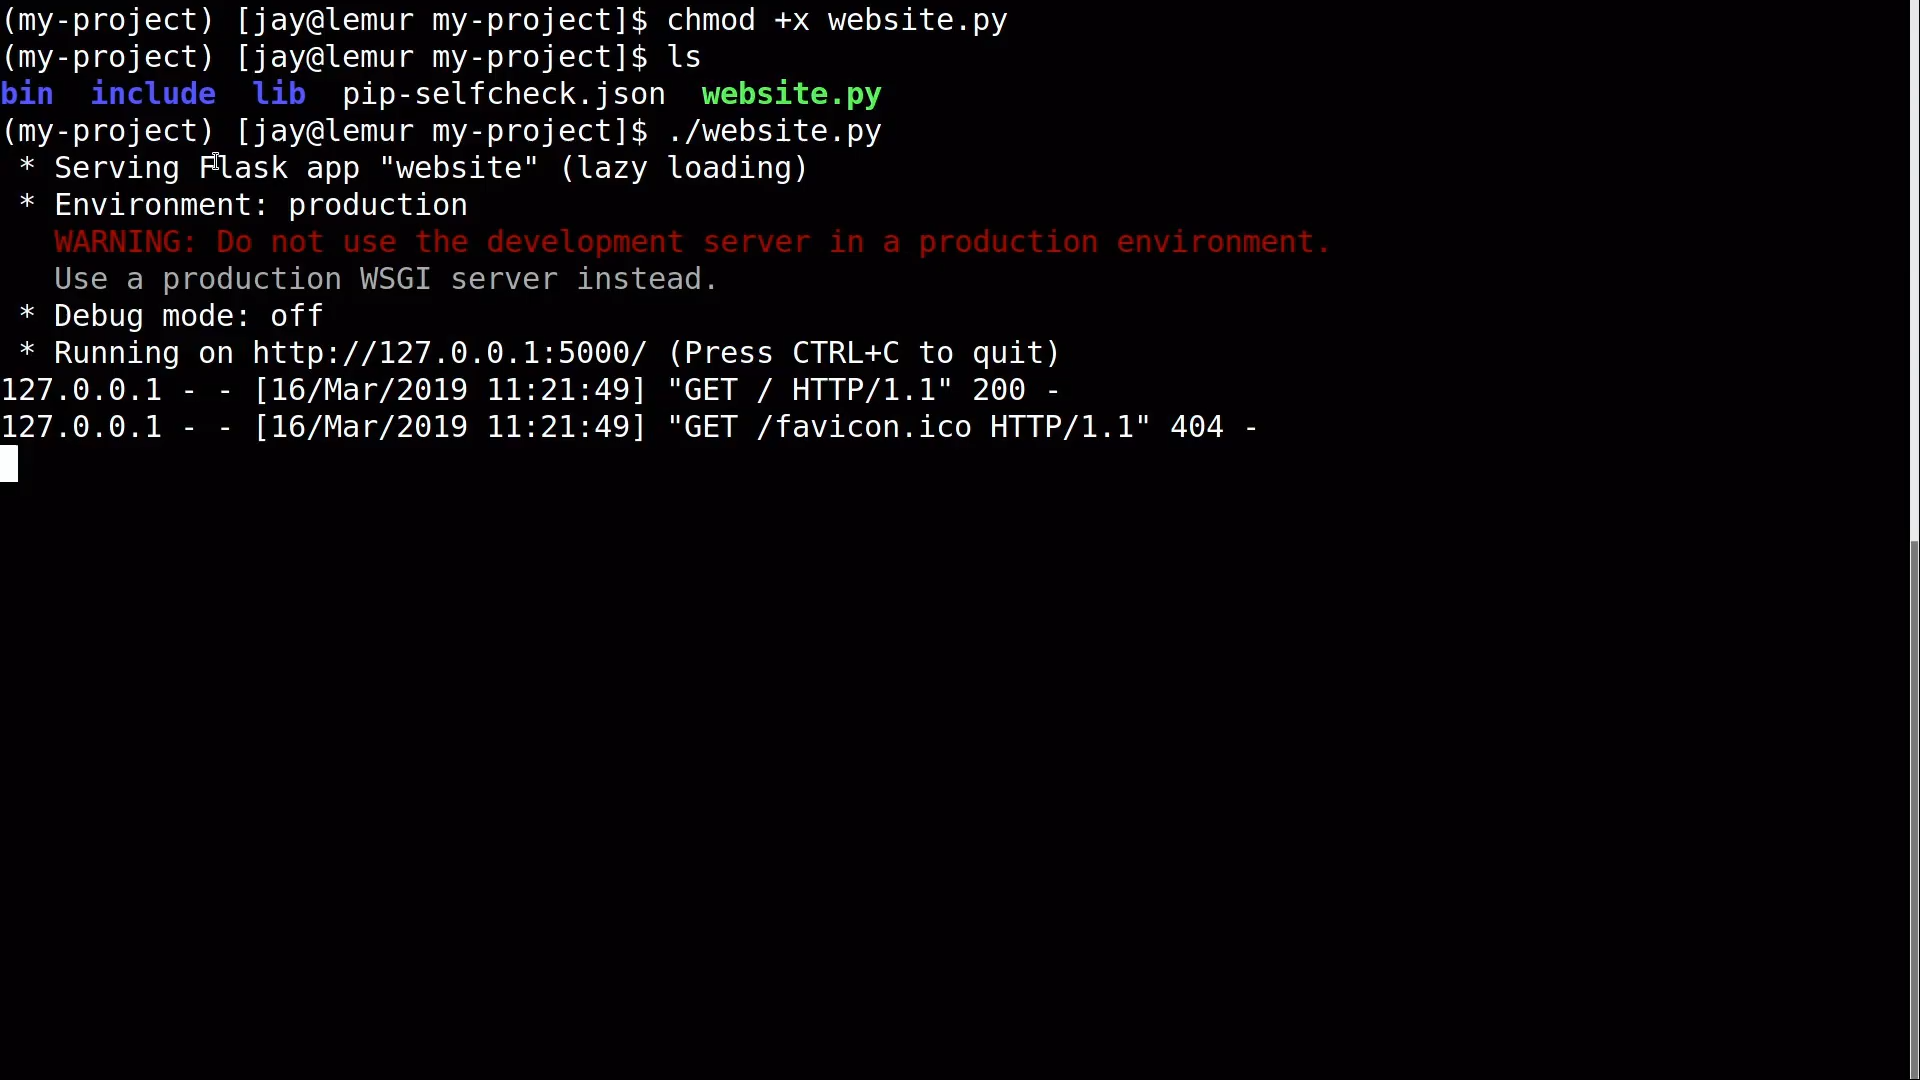 (my-project) [jay@lemur my-project]$ chmod +x website.py
(my-project) [jay@lemur my-project]$ ls
bin  include  lib  pip-selfcheck.json  website.py
(my-project) [jay@lemur my-project]$ ./website.py
 * Serving Flask app "website" (lazy loading)
 * Environment: production
   WARNING: Do not use the development server in a production environment.
   Use a production WSGI server instead.
 * Debug mode: off
 * Running on http://127.0.0.1:5000/ (Press CTRL+C to quit)
127.0.0.1 - - [16/Mar/2019 11:21:49] "GET / HTTP/1.1" 200 -
127.0.0.1 - - [16/Mar/2019 11:21:49] "GET /favicon.ico HTTP/1.1" 404 -